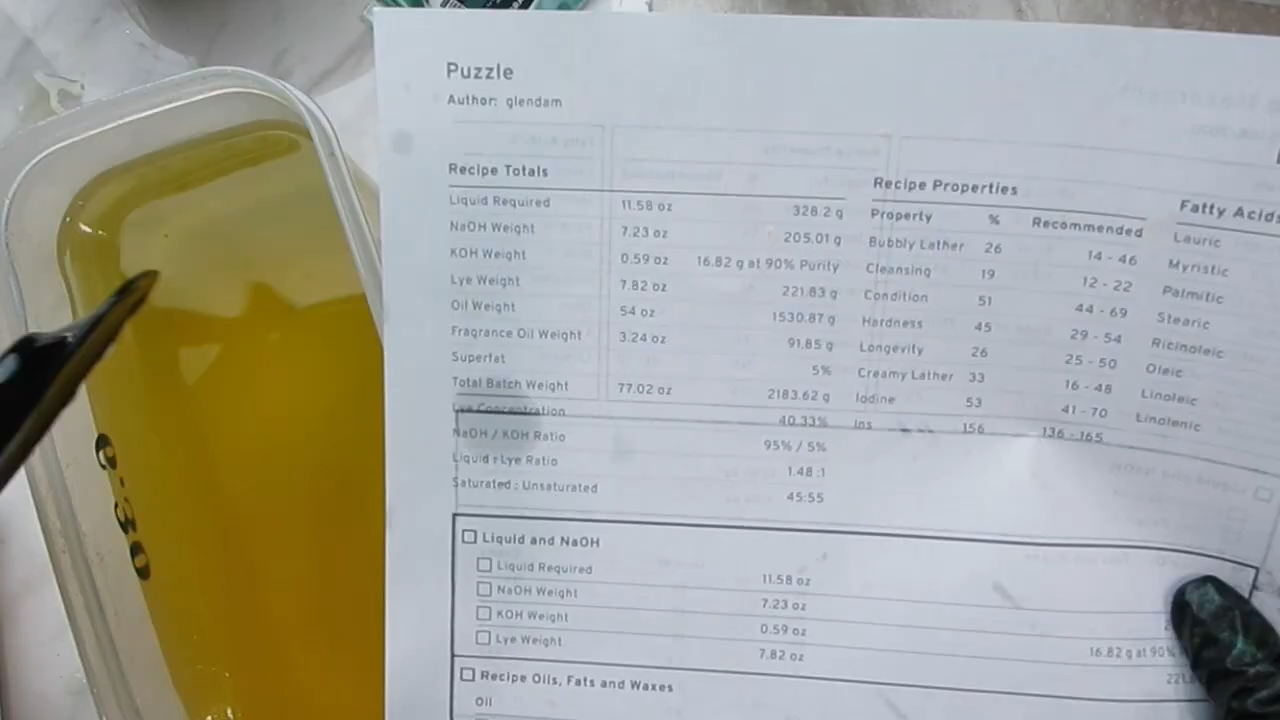 Puzzle
Author: glendam
Recipe Totals
Liquid Required 11.58 oz 328.2 g
NaOH Weight 7.23 oz 205.01 g
KOH Weight 0.59 oz 16.82 g at 90% Purity
Lye Weight 7.82 oz 221.83 g
Oil Weight 54 oz 1530.87 g
Fragrance Oil Weight 3.24 oz 91.85 g
Superfat 5%
Total Batch Weight 77.02 oz 2183.62 g
Lye Concentration 40.33%
NaOH / KOH Ratio 95% / 5%
Liquid : Lye Ratio 1.48 :1
Saturated : Unsaturated 45:55
Recipe Properties
Property % Recommended
Bubbly Lather 26 14 - 46
Cleansing 19 12 - 22
Condition 51 44 - 69
Hardness 45 29 - 54
Longevity 26 25 - 50
Creamy Lather 33 16 - 48
Iodine 53 41 - 70
Ins 156 136 - 165
Fatty Acids
Lauric
Myristic
Palmitic
Stearic
Ricinoleic
Oleic
Linoleic
Linolenic
Liquid and NaOH
Liquid Required 11.58 oz
NaOH Weight 7.23 oz
KOH Weight 0.59 oz 16.82 g at 90%
Lye Weight 7.82 oz
Recipe Oils, Fats and Waxes
Oil
e.30